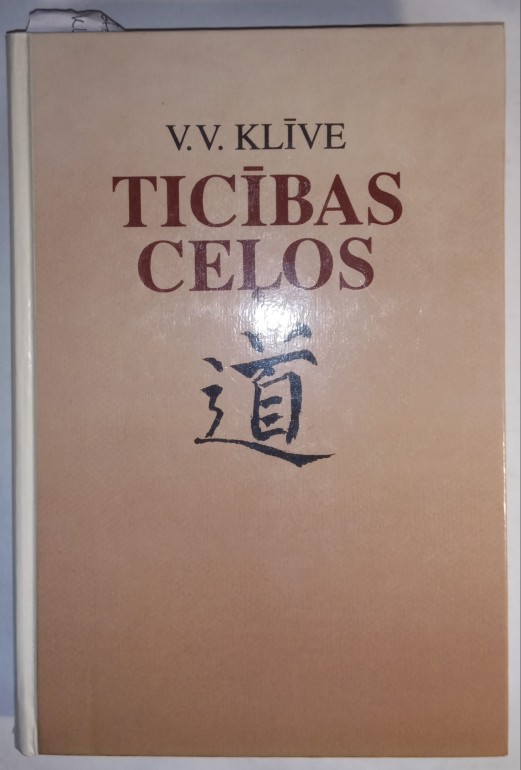 V. V. KLĪVE
TICĪBAS
CEĻOS
道